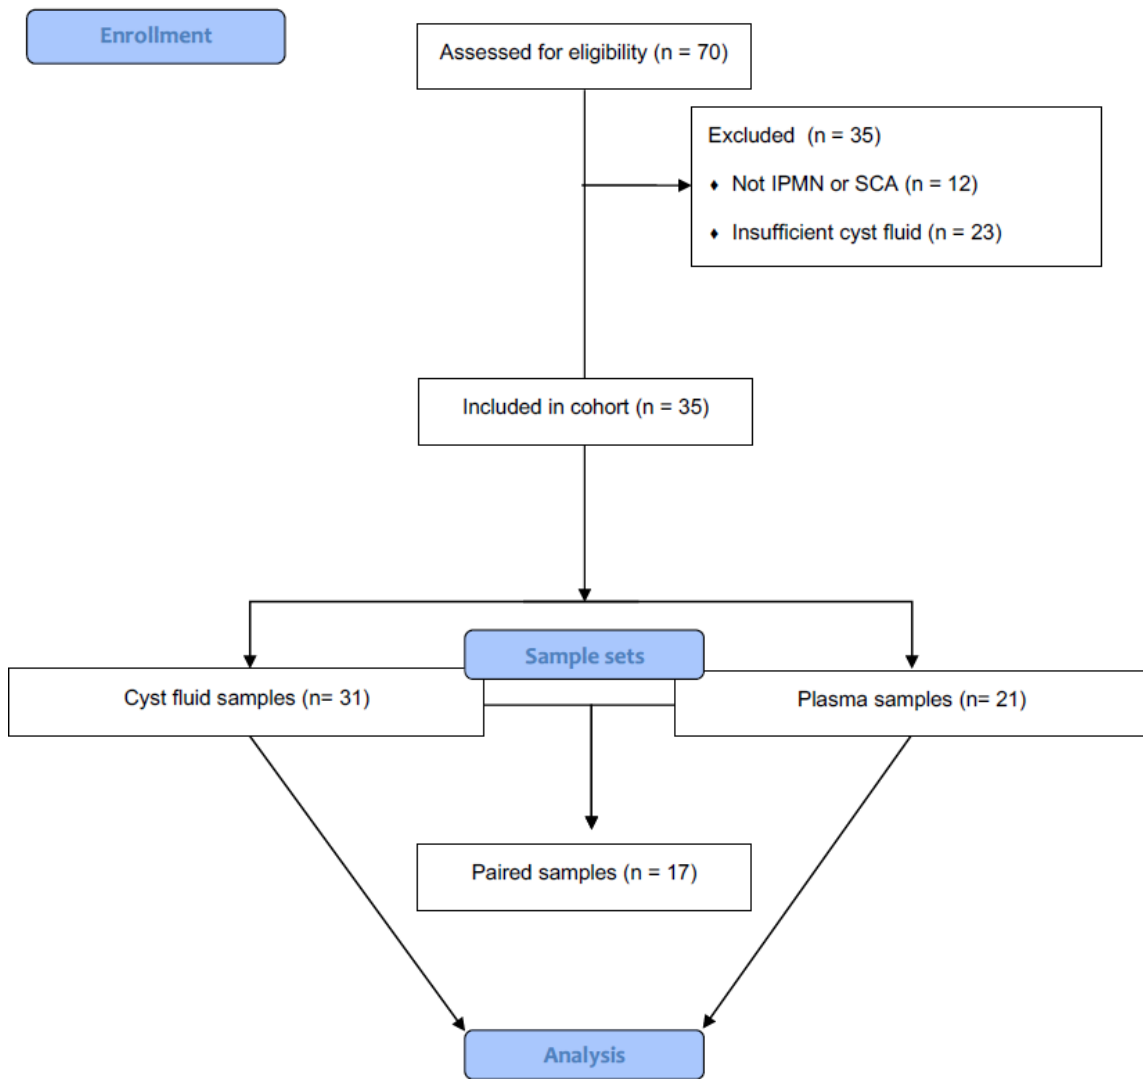 Enrollment
Assessed for eligibility (n = 70)
Excluded (n = 35)
♦ Not IPMN or SCA (n = 12)
♦ Insufficient cyst fluid (n = 23)
Included in cohort (n = 35)
Sample sets
Cyst fluid samples (n= 31)
Plasma samples (n= 21)
Paired samples (n = 17)
Analysis